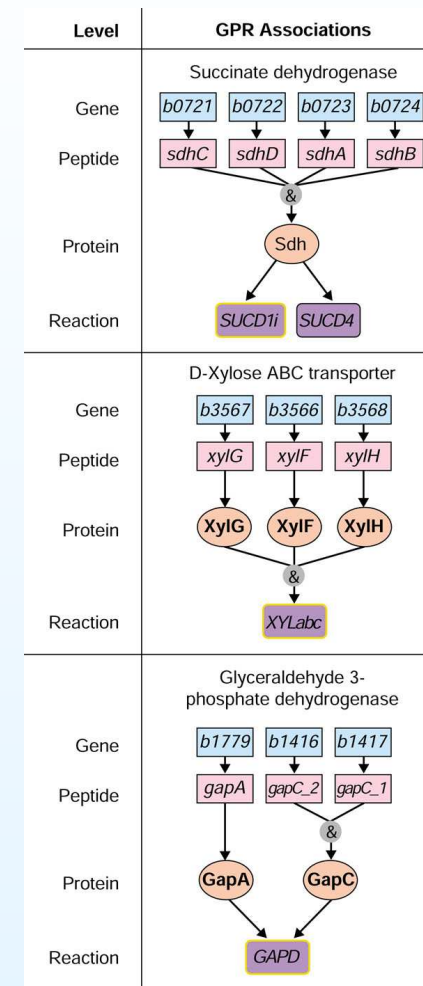 Level GPR Associations
Succinate dehydrogenase
Gene b0721 b0722 b0723 b0724
Peptide sdhC sdhD sdhA sdhB
&
Protein Sdh
Reaction SUCD1i SUCD4
D-Xylose ABC transporter
Gene b3567 b3566 b3568
Peptide xylG xylF xylH
Protein XylG XylF XylH
&
Reaction XYLabc
Glyceraldehyde 3-
phosphate dehydrogenase
Gene b1779 b1416 b1417
Peptide gapA gapC_2 gapC_1
&
Protein GapA GapC
Reaction GAPD